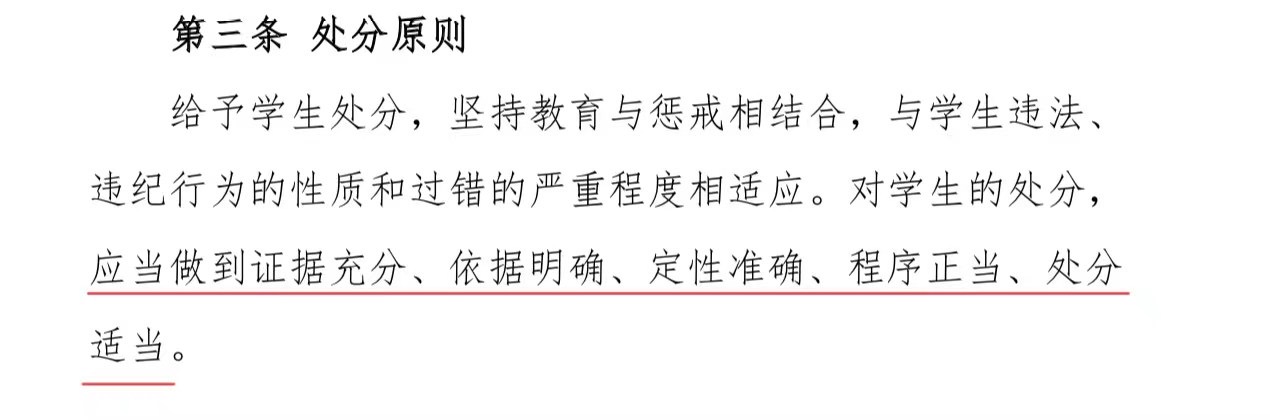 第三条 处分原则
给予学生处分，坚持教育与惩戒相结合，与学生违法、
违纪行为的性质和过错的严重程度相适应。对学生的处分，
应当做到证据充分、依据明确、定性准确、程序正当、处分
适当。